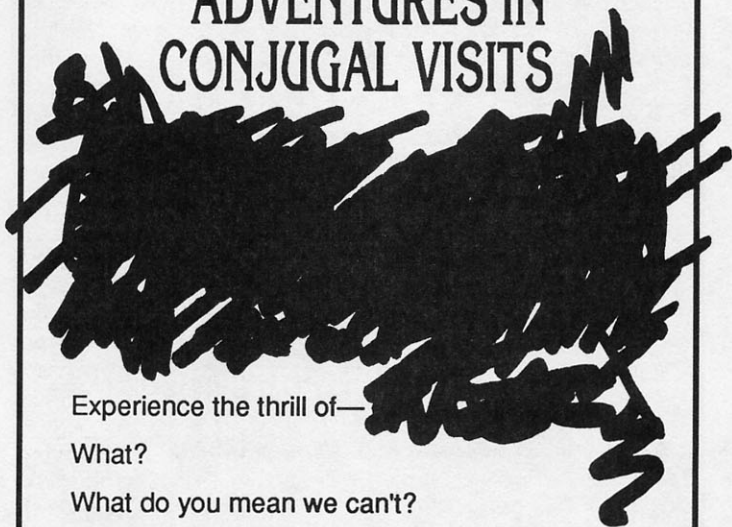 ADVENTURES IN
CONJUGAL VISITS
Experience the thrill of—
What?
What do you mean we can't?